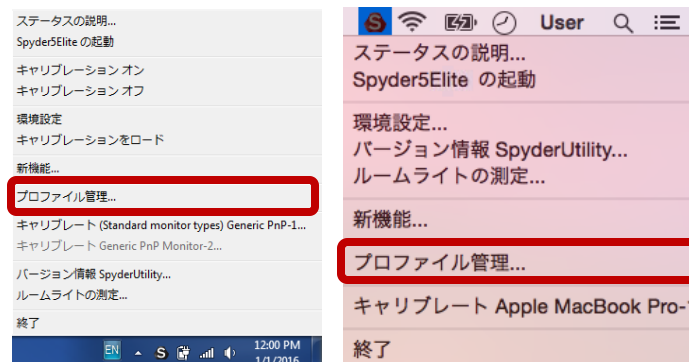 ステータスの説明...
Spyder5Elite の起動
キャリブレーション オン
キャリブレーション オフ
環境設定
キャリブレーションをロード
新機能...
プロファイル管理...
キャリブレート (Standard monitor types) Generic PnP-1...
キャリブレート Generic PnP Monitor-2...
バージョン情報 SpyderUtility...
ルームライトの測定...
終了
EN
S
12:00 PM
1/1/2016
S
User
ステータスの説明...
Spyder5Elite の起動
環境設定...
バージョン情報 SpyderUtility...
ルームライトの測定...
新機能...
プロファイル管理...
キャリブレート Apple MacBook Pro-
終了